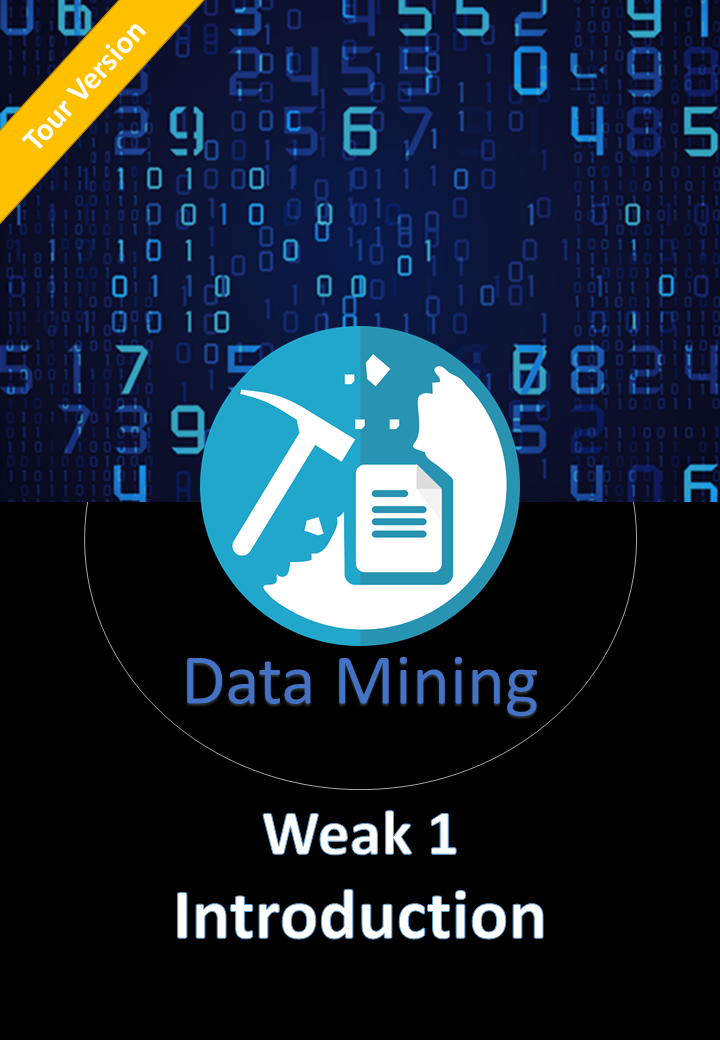 Tour Version
Data Mining
Weak 1
Introduction